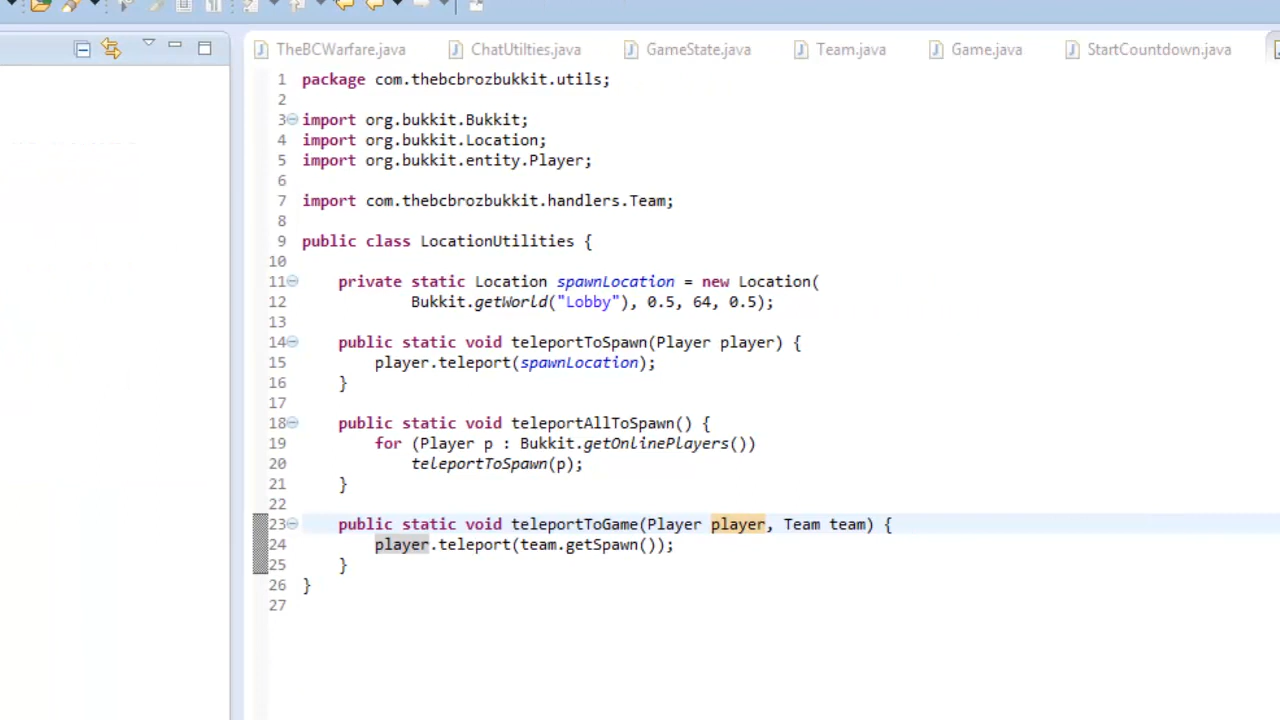 TheBCWarfare.java ChatUtilties.java GameState.java Team.java Game.java StartCountdown.java
1 package com.thebcbrozbukkit.utils;
2
3 import org.bukkit.Bukkit;
4 import org.bukkit.Location;
5 import org.bukkit.entity.Player;
6
7 import com.thebcbrozbukkit.handlers.Team;
8
9 public class LocationUtilities {
10
11 private static Location spawnLocation = new Location(
12 Bukkit.getWorld("Lobby"), 0.5, 64, 0.5);
13
14 public static void teleportToSpawn(Player player) {
15 player.teleport(spawnLocation);
16 }
17
18 public static void teleportAllToSpawn() {
19 for (Player p : Bukkit.getOnlinePlayers())
20 teleportToSpawn(p);
21 }
22
23 public static void teleportToGame(Player player, Team team) {
24 player.teleport(team.getSpawn());
25 }
26 }
27